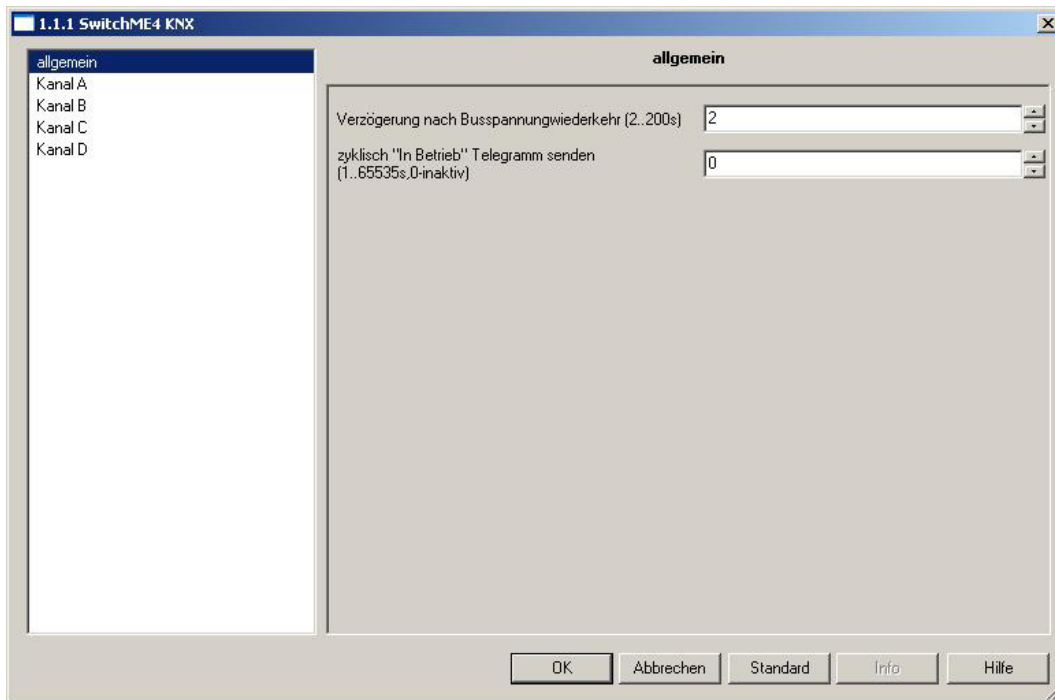 1.1.1 SwitchME4 KNX
allgemein
Kanal A
Kanal B
Kanal C
Kanal D
allgemein
Verzögerung nach Busspannungwiederkehr (2..200s)
2
zyklisch "In Betrieb" Telegramm senden
(1..65535s,0-inaktiv)
0
OK
Abbrechen
Standard
Info
Hilfe